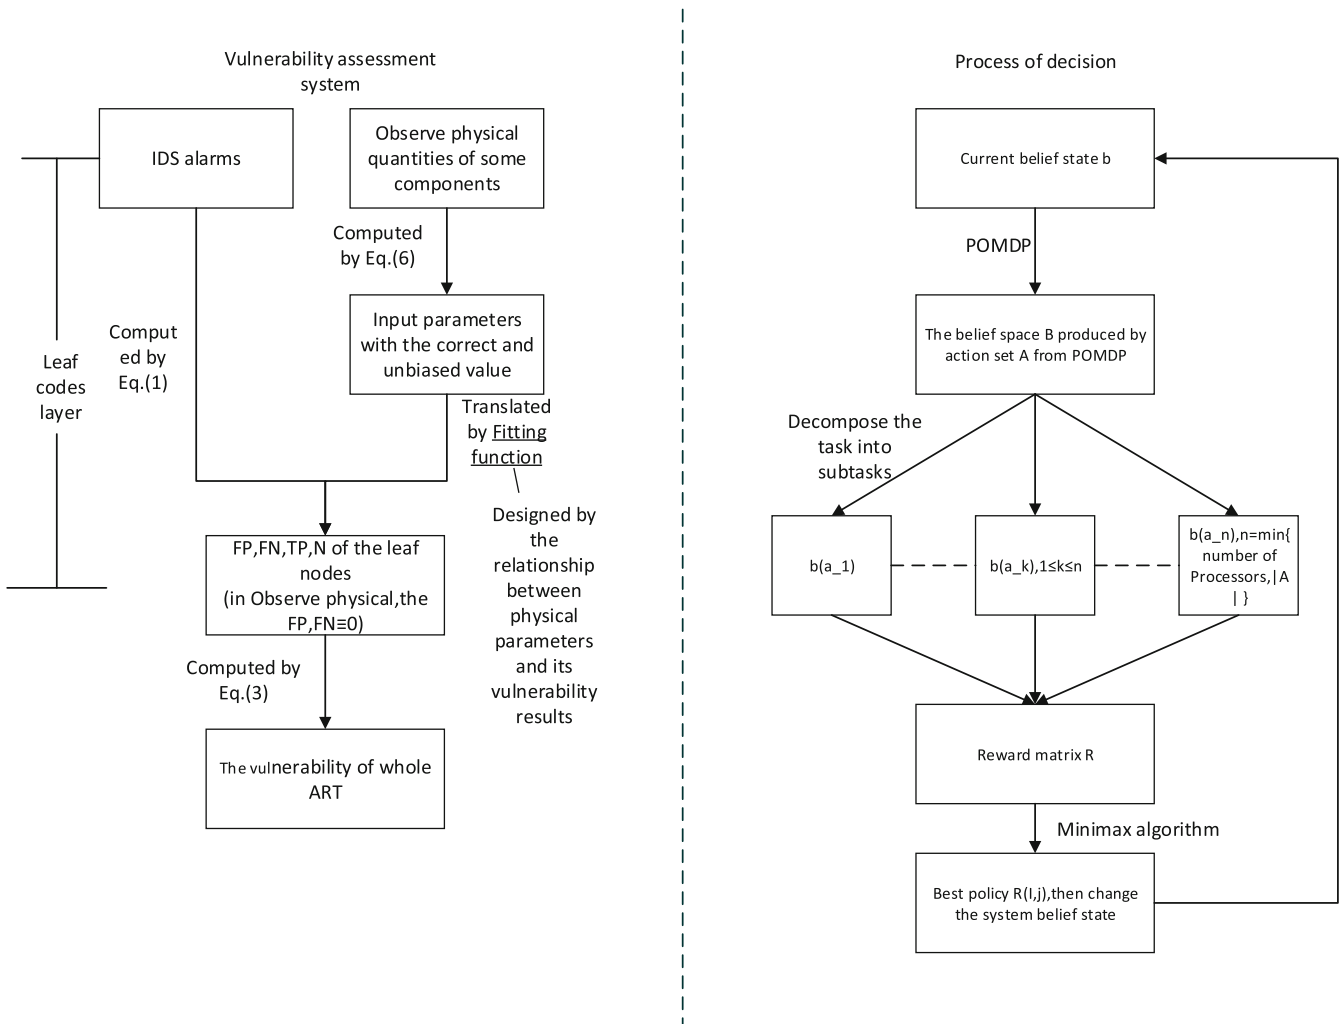 Vulnerability assessment
system
IDS alarms
Observe physical
quantities of some
components
Computed
by Eq.(6)
Input parameters
with the correct and
unbiased value
Comput
ed by
Eq.(1)
Leaf
codes
layer
Translated
by Fitting
function
Designed by
the
relationship
between
physical
parameters
and its
vulnerability
results
FP,FN,TP,N of the leaf
nodes
(in Observe physical,the
FP,FN≡0)
Computed by
Eq.(3)
The vulnerability of whole
ART
Process of decision
Current belief state b
POMDP
The belief space B produced by
action set A from POMDP
Decompose the
task into
subtasks
b(a_1)
b(a_k),1≤k≤n
b(a_n),n=min{
number of
Processors,|A
| }
Reward matrix R
Minimax algorithm
Best policy R(I,j),then change
the system belief state